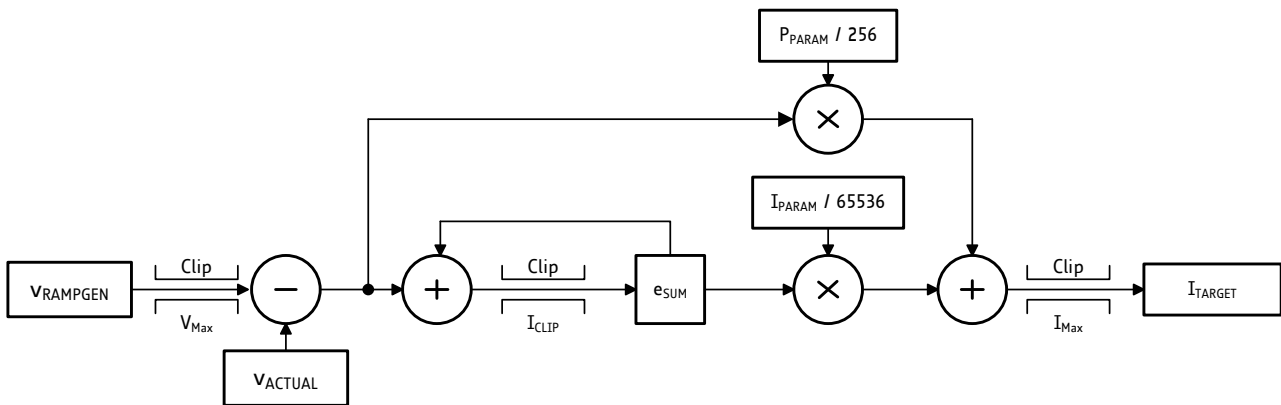 PPARAM / 256
IPARAM / 65536
Clip
Clip
Clip
vRAMPGEN
−
+
eSUM
+
ITARGET
VMax
ICLIP
IMax
vACTUAL